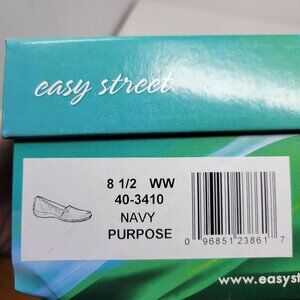 easy street
8 1/2 WW
40-3410
NAVY
PURPOSE
0 96851 23861 7
www.easyst